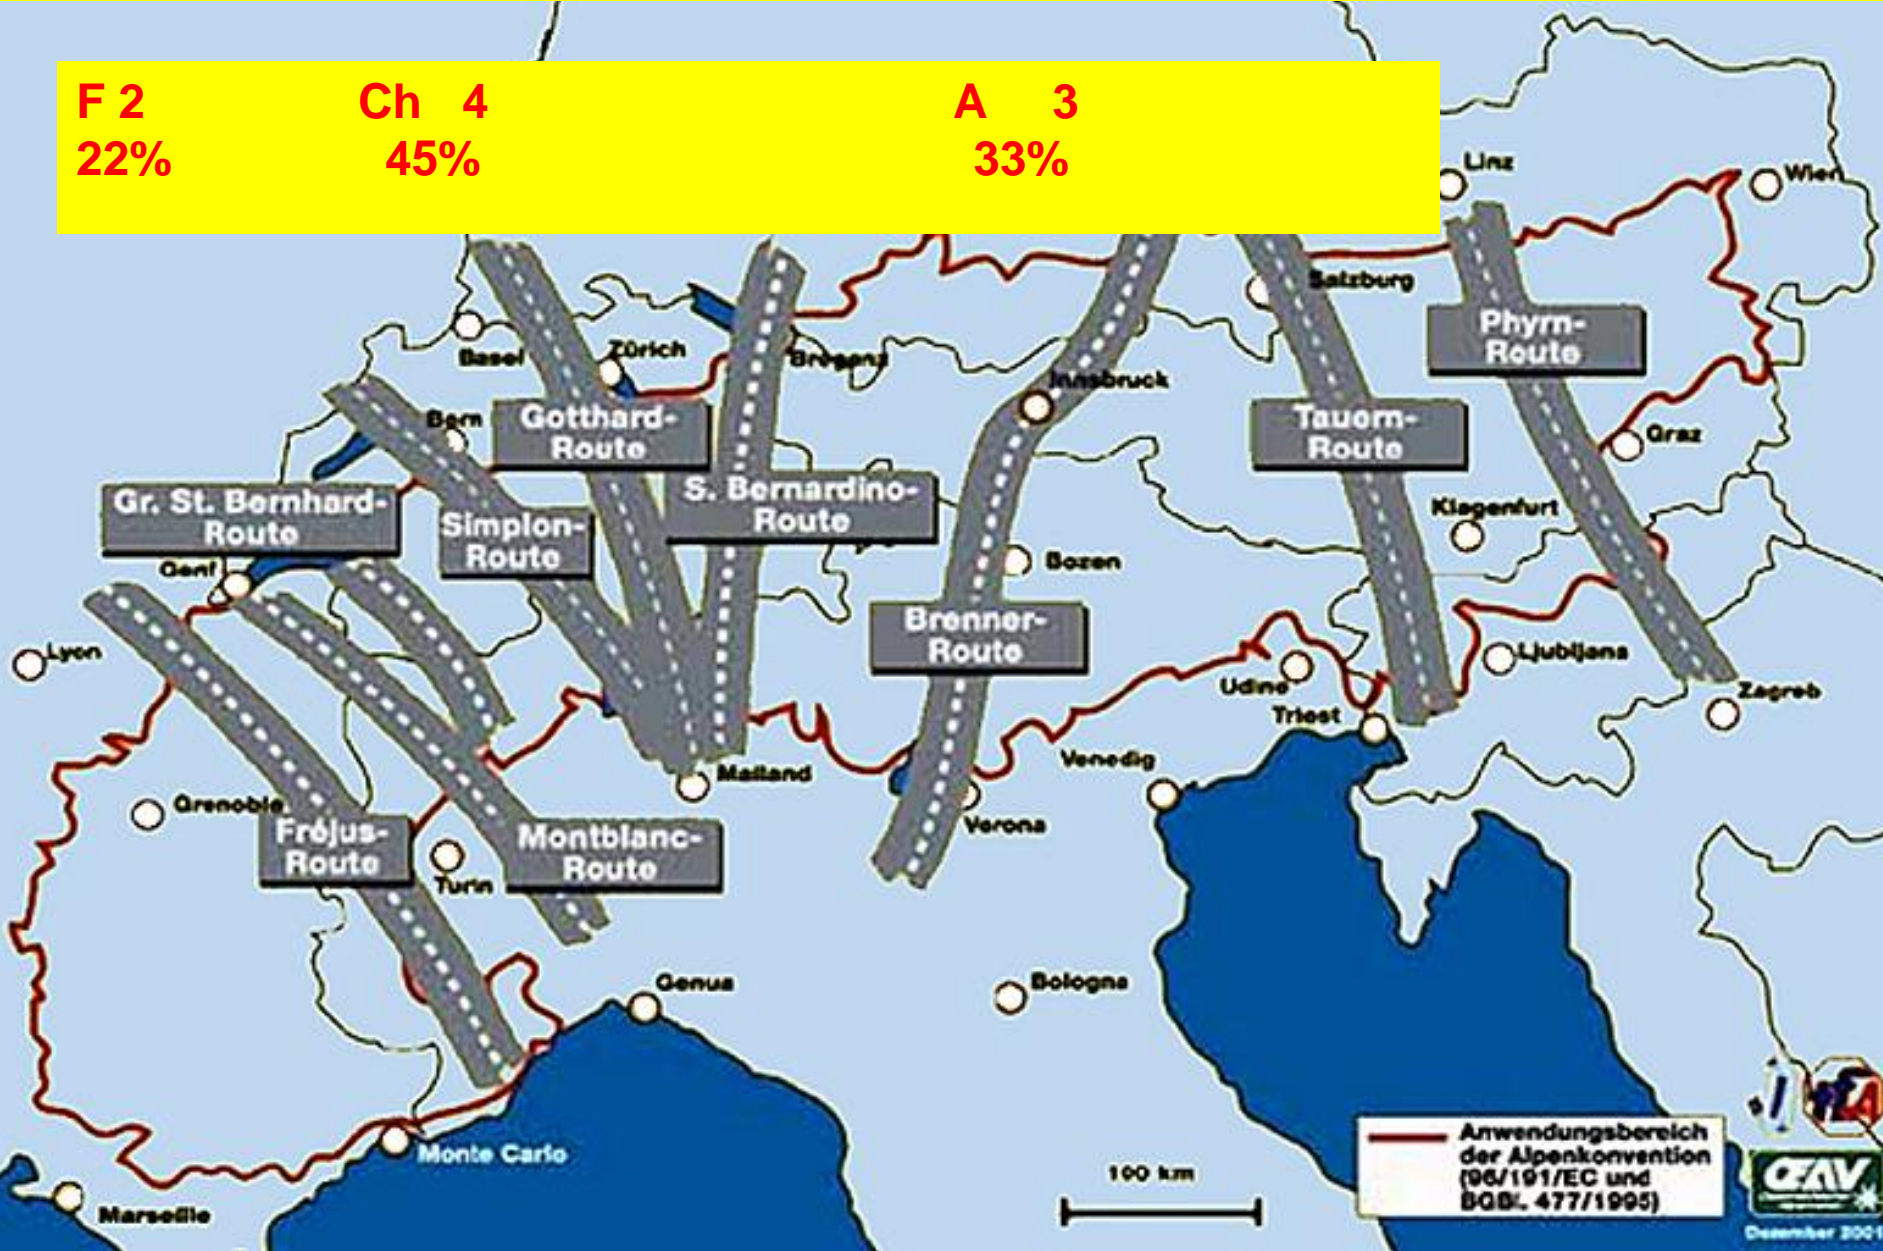 F 2 Ch 4 A 3
22% 45% 33%
Linz
Wien
Salzburg
Phyrn-
Route
Basel
Zürich
Bregenz
Innsbruck
Bern
Gotthard-
Route
Tauern-
Route
Graz
Gr. St. Bernhard-
Route
Simplon-
Route
S. Bernardino-
Route
Klagenfurt
Genf
Bozen
Brenner-
Route
Lyon
Ljubljana
Udine
Zagreb
Triest
Mailand
Venedig
Grenoble
Verona
Fréjus-
Route
Turin
Montblanc-
Route
Genua
Bologna
Monte Carlo
Marseille
100 km
Anwendungsbereich
der Alpenkonvention
(96/191/EC und
BGBl. 477/1995)
OEAV
Dezember 2001